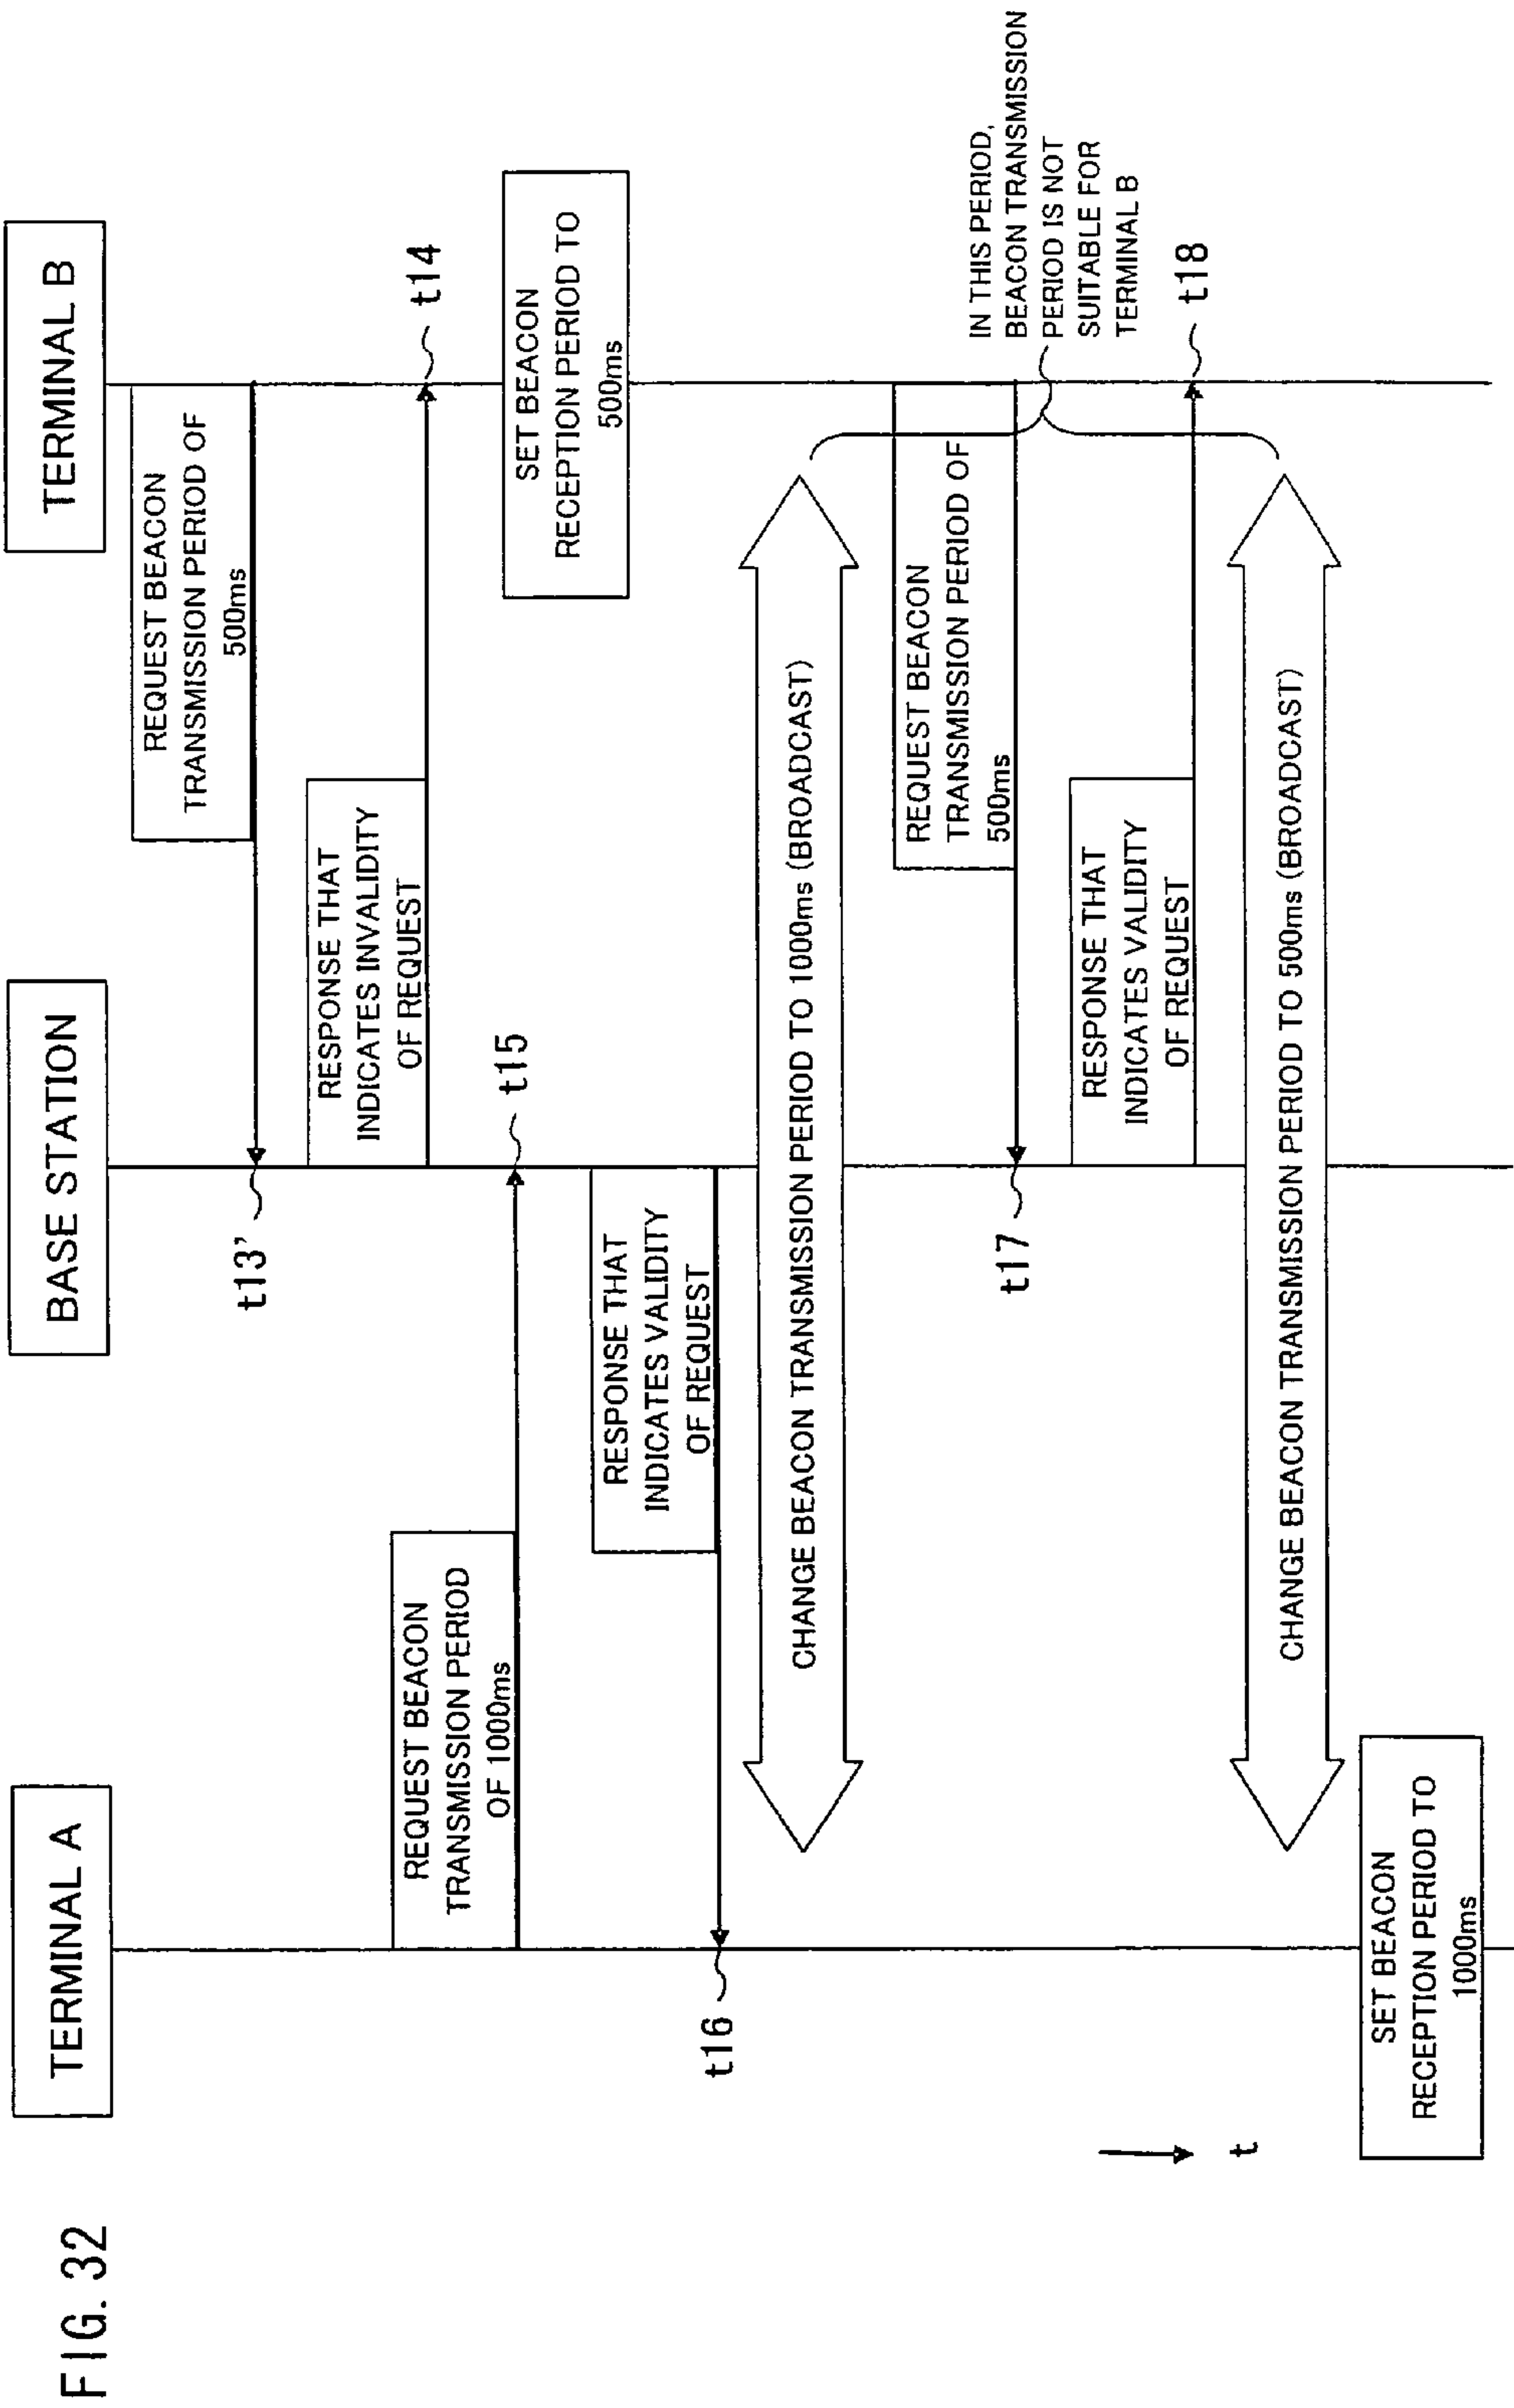 FIG. 32
TERMINAL A
BASE STATION
TERMINAL B
REQUEST BEACON
TRANSMISSION PERIOD OF
500ms
t13’
RESPONSE THAT
INDICATES INVALIDITY
OF REQUEST
t14
REQUEST BEACON
TRANSMISSION PERIOD
OF 1000ms
t15
SET BEACON
RECEPTION PERIOD TO
500ms
RESPONSE THAT
INDICATES VALIDITY
OF REQUEST
t16
CHANGE BEACON TRANSMISSION PERIOD TO 1000ms (BROADCAST)
REQUEST BEACON
TRANSMISSION PERIOD OF
500ms
t17
IN THIS PERIOD,
BEACON TRANSMISSION
PERIOD IS NOT
SUITABLE FOR
TERMINAL B
RESPONSE THAT
INDICATES VALIDITY
OF REQUEST
t18
CHANGE BEACON TRANSMISSION PERIOD TO 500ms (BROADCAST)
t
SET BEACON
RECEPTION PERIOD TO
1000ms